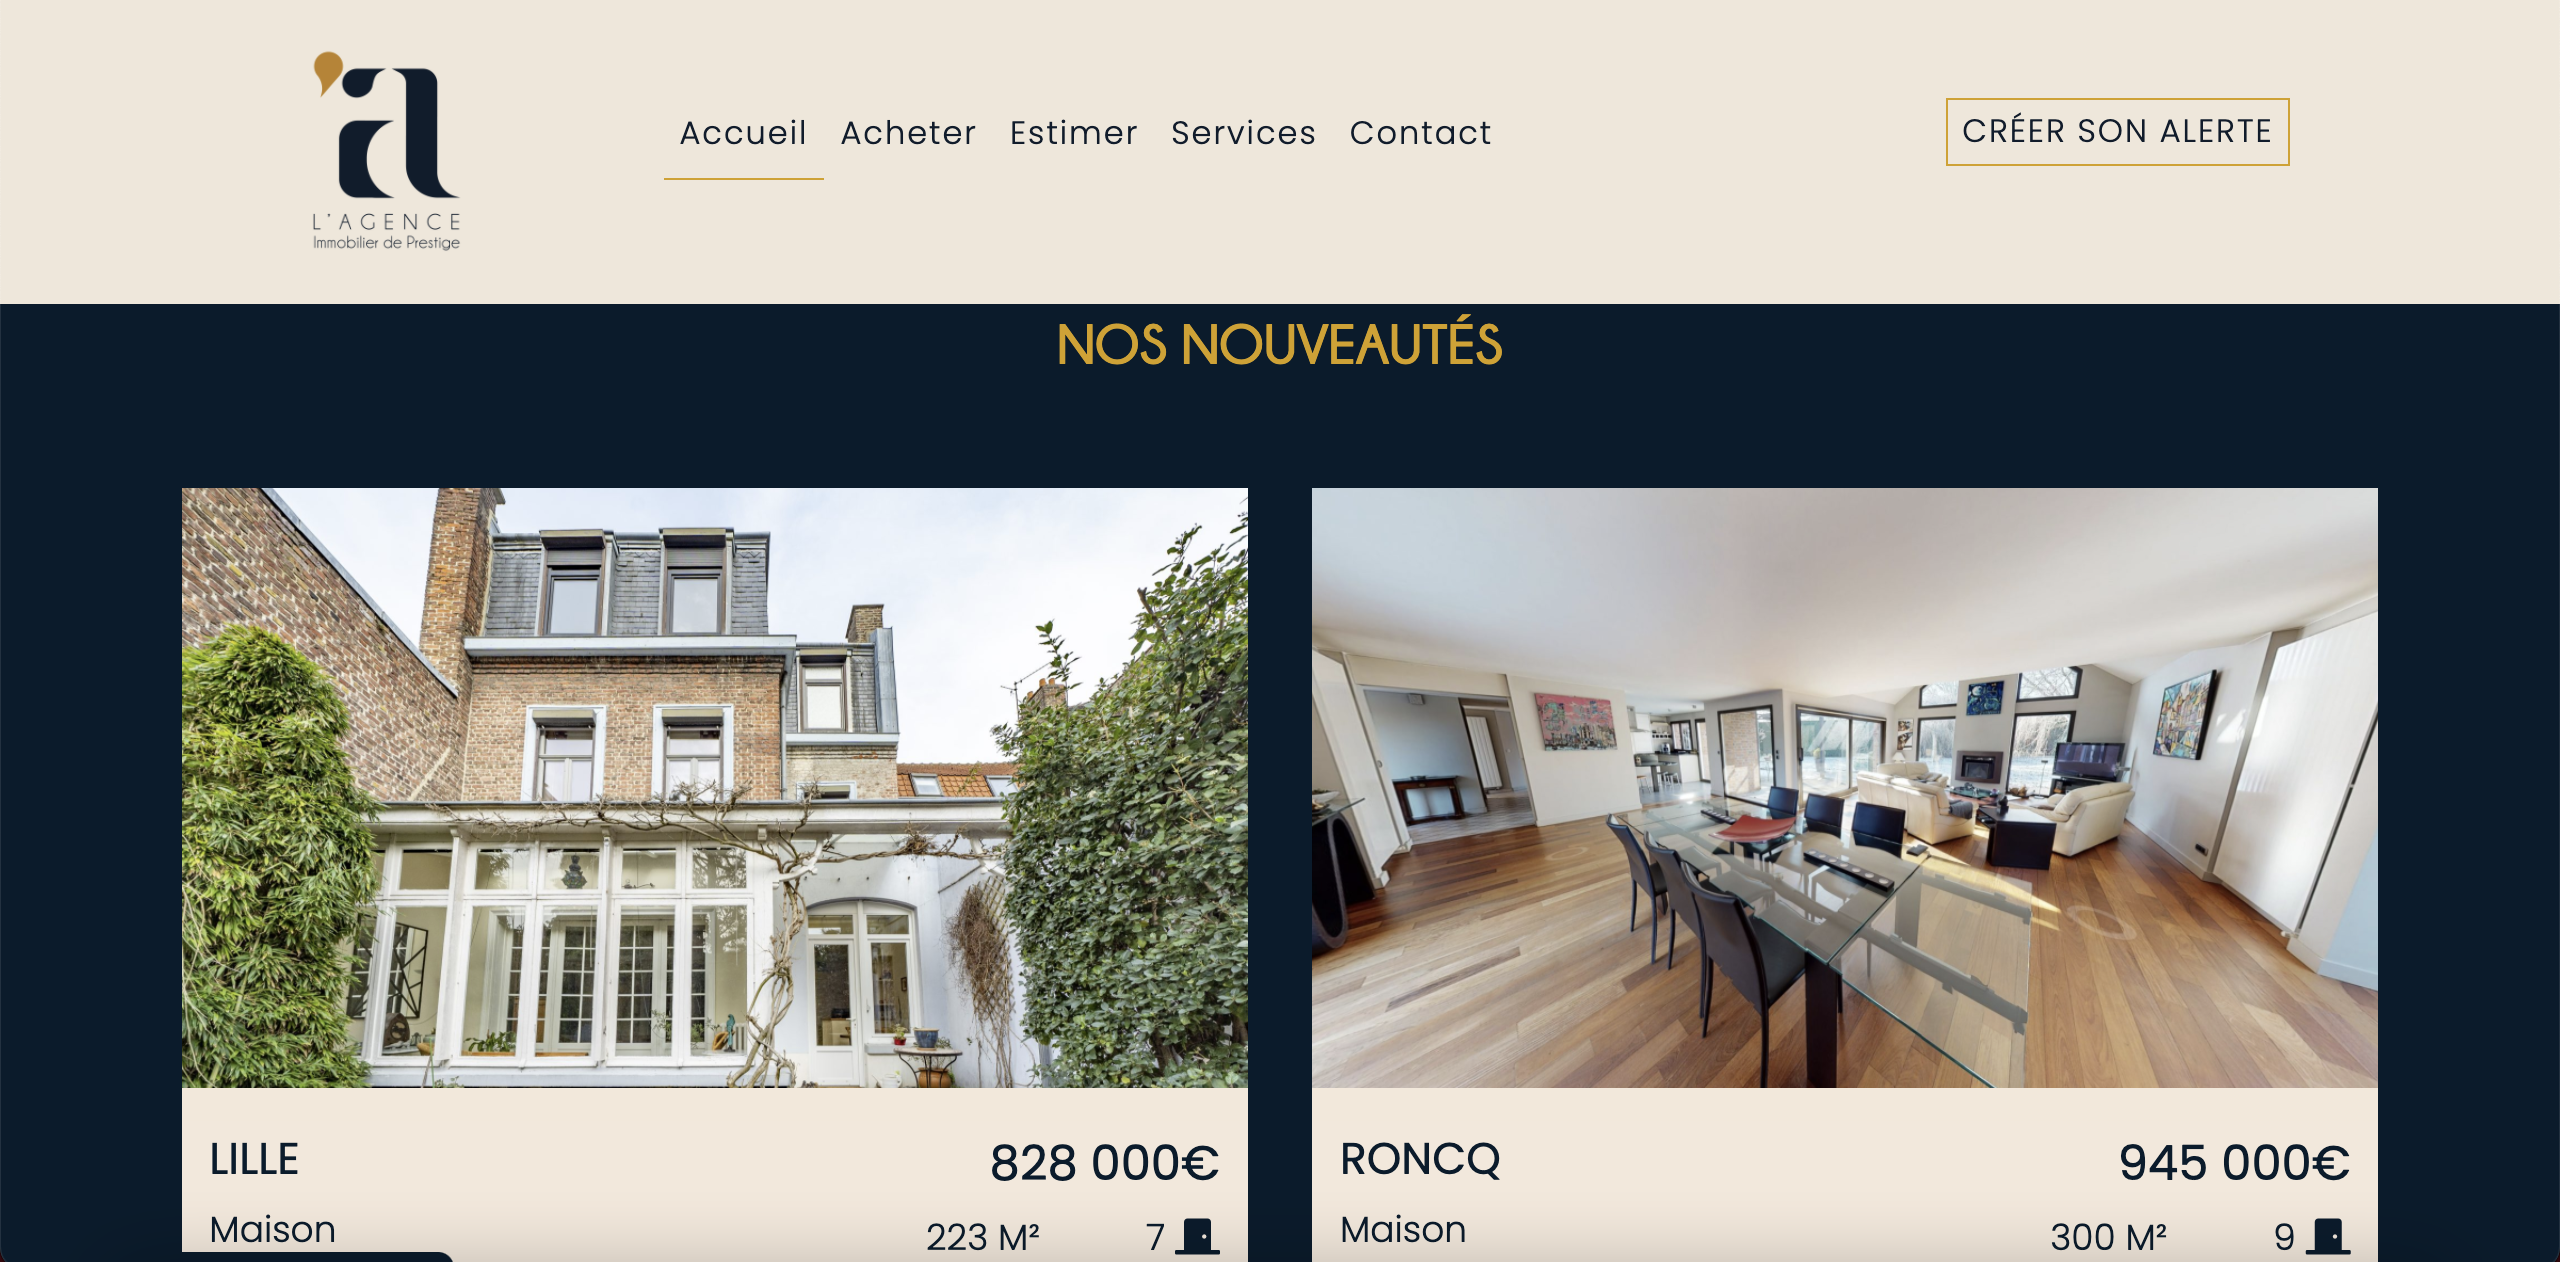 'a
L'AGENCE
Immobilier de Prestige
Accueil Acheter Estimer Services Contact
CRÉER SON ALERTE
NOS NOUVEAUTÉS
LILLE 828 000€
Maison 223 M² 7
RONCQ 945 000€
Maison 300 M² 9